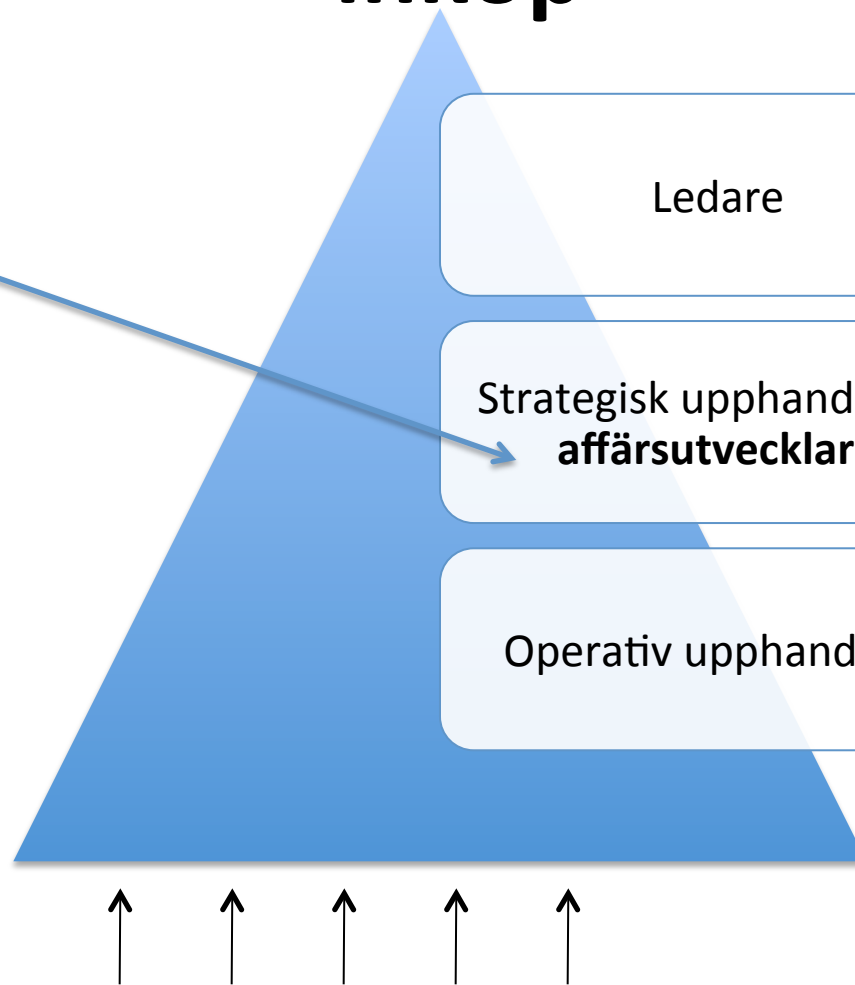 Ledare
Strategisk upphand
affärsutvecklar
Operativ upphand